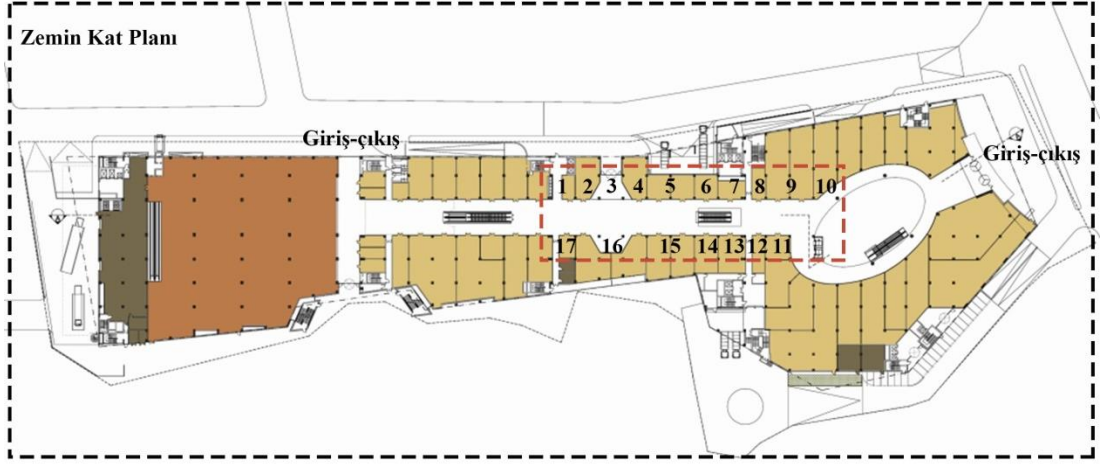 Zemin Kat Planı
Giriş-çıkış
Giriş-çıkış
1 2 3 4 5 6 7 8 9 10
17 16 15 14 13 12 11